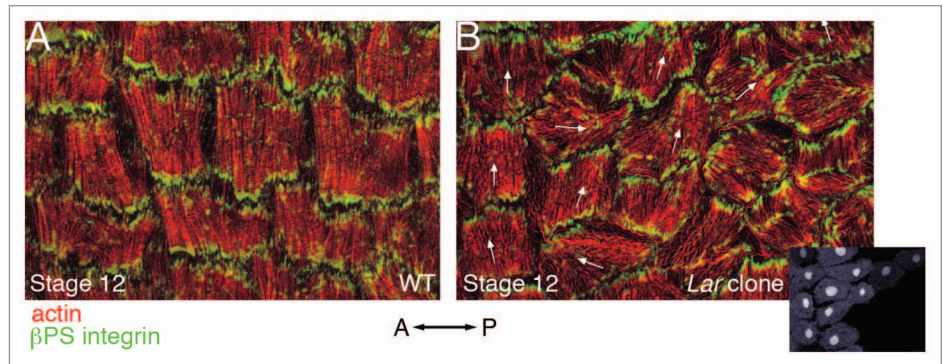 A
B
Stage 12
WT
Stage 12
Lar clone
actin
βPS integrin
A
P